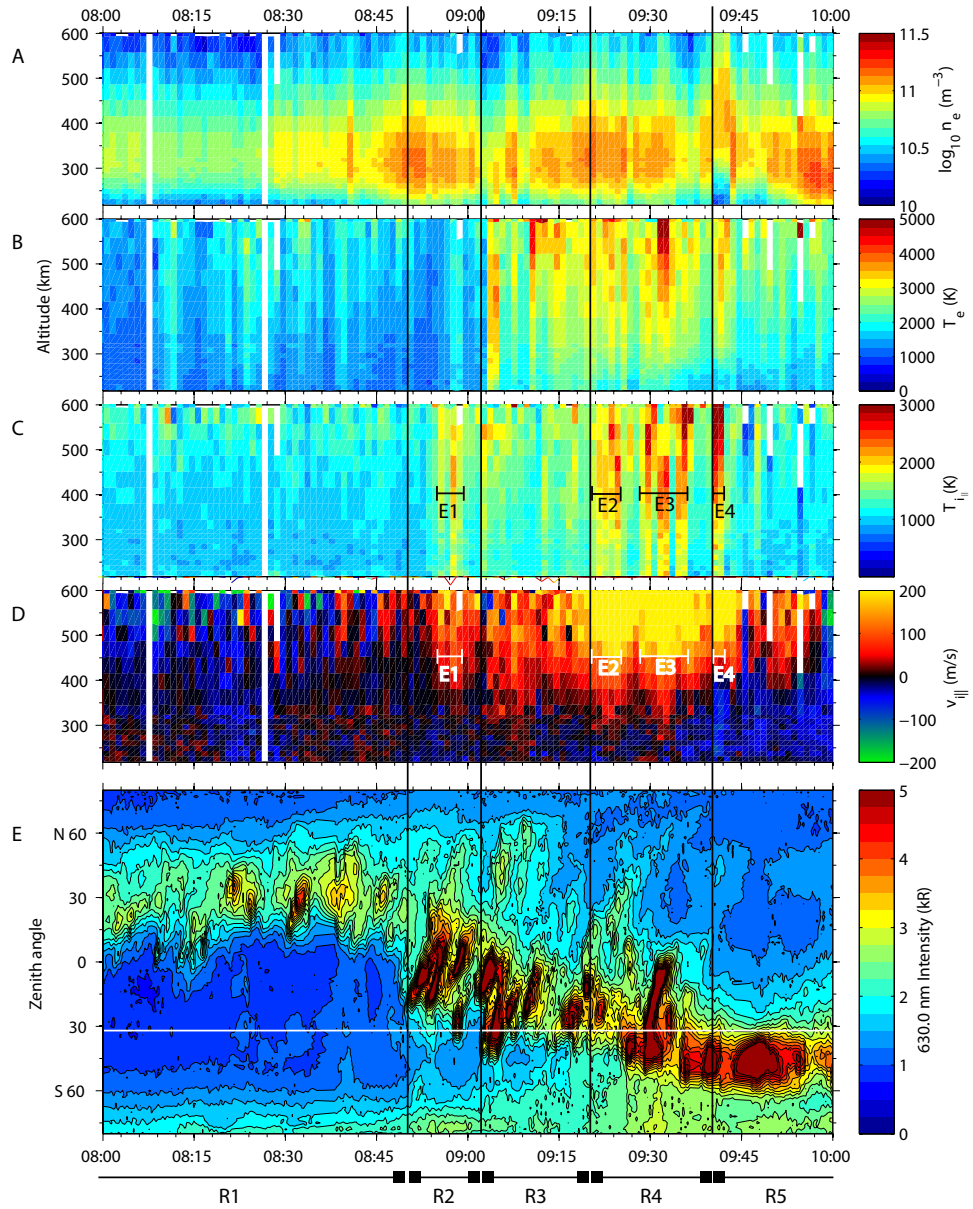 08:00 08:15 08:30 08:45 09:00 09:15 09:30 09:45 10:00
A
600
500
400
300
11.5
11
10.5
10
log10 ne (m−3)
B
600
500
400
300
Altitude (km)
5000
4000
3000
2000
1000
0
Te (K)
C
600
500
400
300
E1 E2 E3 E4
3000
2000
1000
0
Ti|| (K)
D
600
500
400
300
E1 E2 E3 E4
200
100
0
−100
−200
vi|| (m/s)
E
N 60
30
0
30
S 60
Zenith angle
5
4
3
2
1
0
630.0 nm Intensity (kR)
08:00 08:15 08:30 08:45 09:00 09:15 09:30 09:45 10:00
R1 R2 R3 R4 R5